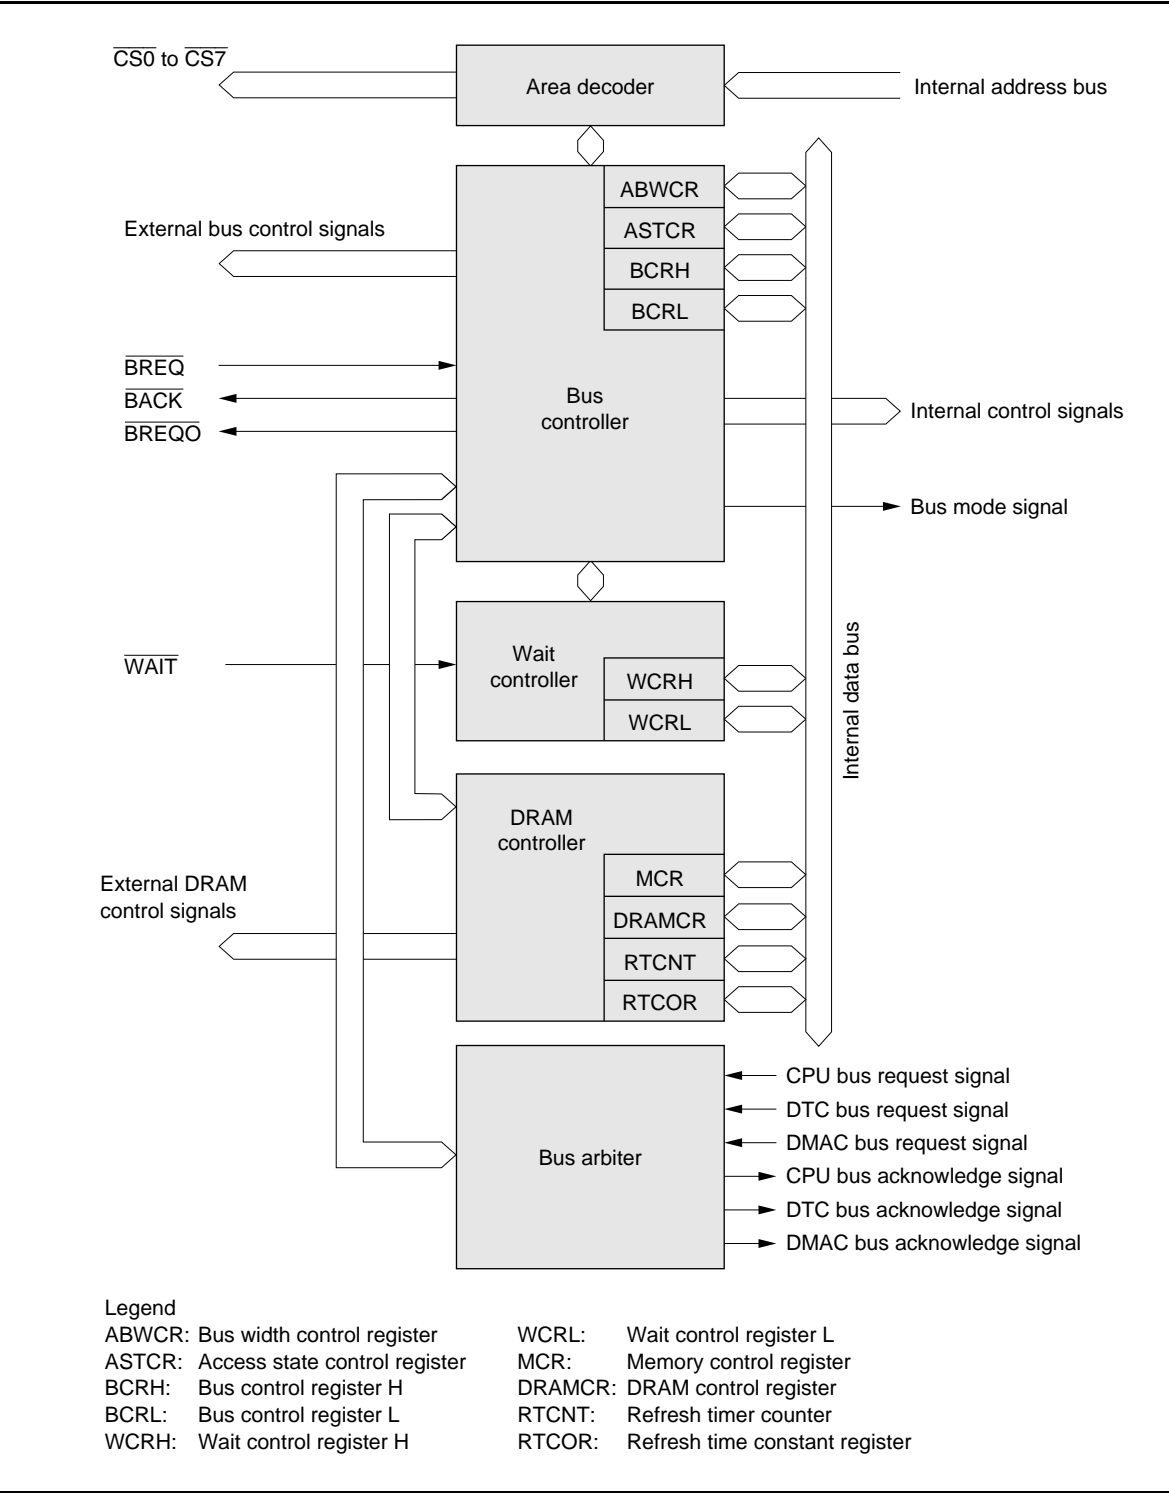 CS0 to CS7
Area decoder
Internal address bus
ABWCR
ASTCR
BCRH
BCRL
External bus control signals
BREQ
BACK
BREQO
Bus
controller
Internal control signals
Bus mode signal
WAIT
Wait
controller
WCRH
WCRL
Internal data bus
DRAM
controller
MCR
DRAMCR
RTCNT
RTCOR
External DRAM
control signals
Bus arbiter
CPU bus request signal
DTC bus request signal
DMAC bus request signal
CPU bus acknowledge signal
DTC bus acknowledge signal
DMAC bus acknowledge signal
Legend
ABWCR: Bus width control register
ASTCR: Access state control register
BCRH: Bus control register H
BCRL: Bus control register L
WCRH: Wait control register H
WCRL: Wait control register L
MCR: Memory control register
DRAMCR: DRAM control register
RTCNT: Refresh timer counter
RTCOR: Refresh time constant register